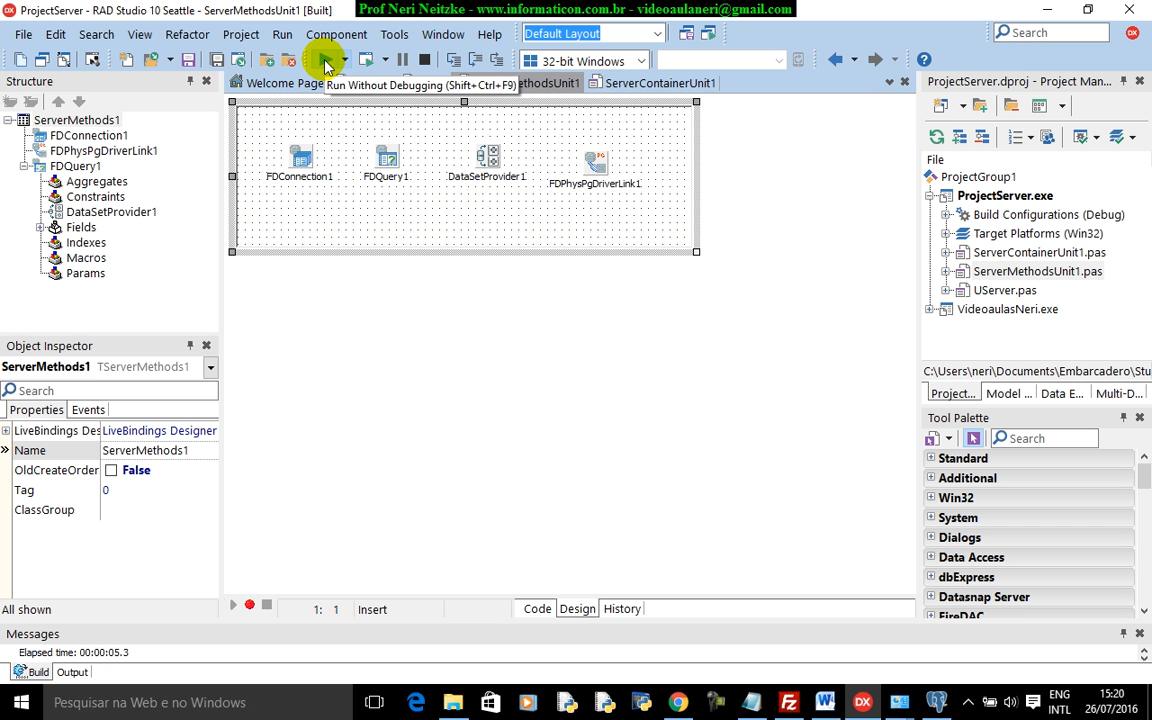 ProjectServer - RAD Studio 10 Seattle - ServerMethodsUnit1 [Built]
Prof Neri Neitzke - www.informaticon.com.br - videoaulaneri@gmail.com
File Edit Search View Refactor Project Run Component Tools Window Help
Default Layout
Search
32-bit Windows
Structure
Welcome Page
Run Without Debugging (Shift+Ctrl+F9)
ethodsUnit1
ServerContainerUnit1
ProjectServer.dproj - Project Man...
ServerMethods1
FDConnection1
FDPhysPgDriverLink1
FDQuery1
Aggregates
Constraints
DataSetProvider1
Fields
Indexes
Macros
Params
FDConnection1
FDQuery1
DataSetProvider1
FDPhysPgDriverLink1
File
ProjectGroup1
ProjectServer.exe
Build Configurations (Debug)
Target Platforms (Win32)
ServerContainerUnit1.pas
ServerMethodsUnit1.pas
UServer.pas
VideoaulasNeri.exe
C:\Users\neri\Documents\Embarcadero\Stu
Project... Model ... Data E... Multi-D...
Object Inspector
ServerMethods1 TServerMethods1
Search
Properties Events
LiveBindings Des LiveBindings Designer
Name ServerMethods1
OldCreateOrder False
Tag 0
ClassGroup
All shown
Tool Palette
Search
Standard
Additional
Win32
System
Dialogs
Data Access
dbExpress
Datasnap Server
FireDAC
1: 1 Insert
Code Design History
Messages
Elapsed time: 00:00:05.3
Build Output
Pesquisar na Web e no Windows
ENG
INTL
15:20
26/07/2016